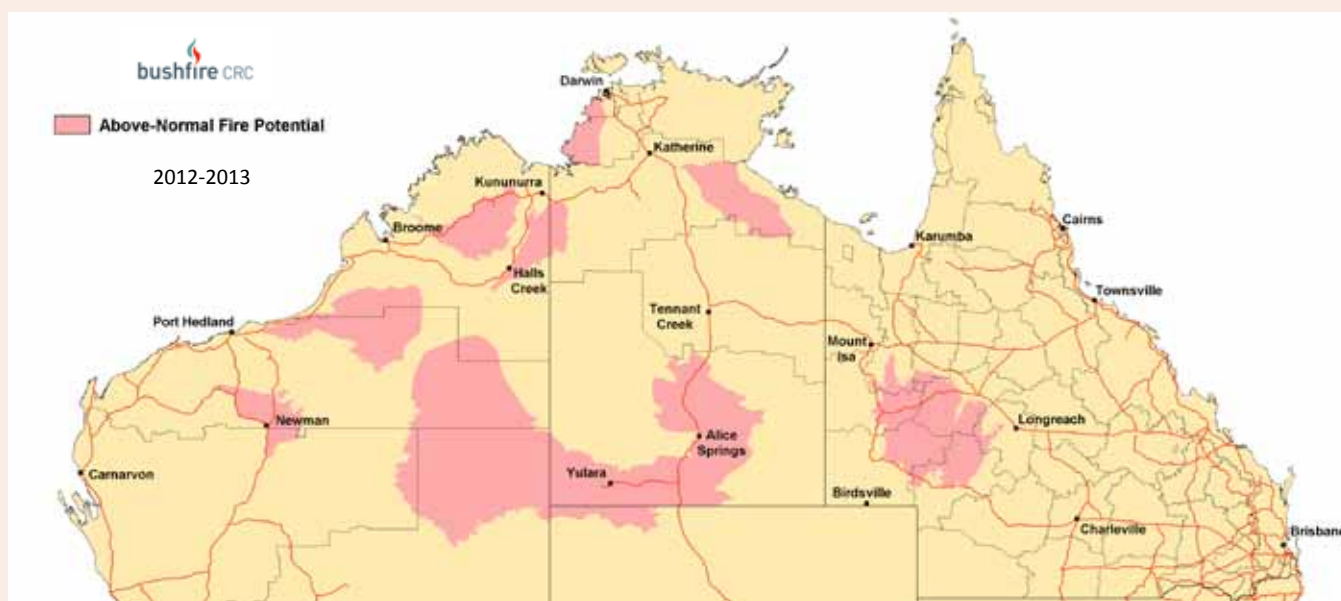 bushfire CRC
Above-Normal Fire Potential
2012-2013
Darwin
Katherine
Kununurra
Broome
Halls
Creek
Cairns
Karumba
Townsville
Port Hedland
Tennant
Creek
Mount
Isa
Newman
Longreach
Alice
Springs
Carnarvon
Yulara
Birdsville
Charleville
Brisbane